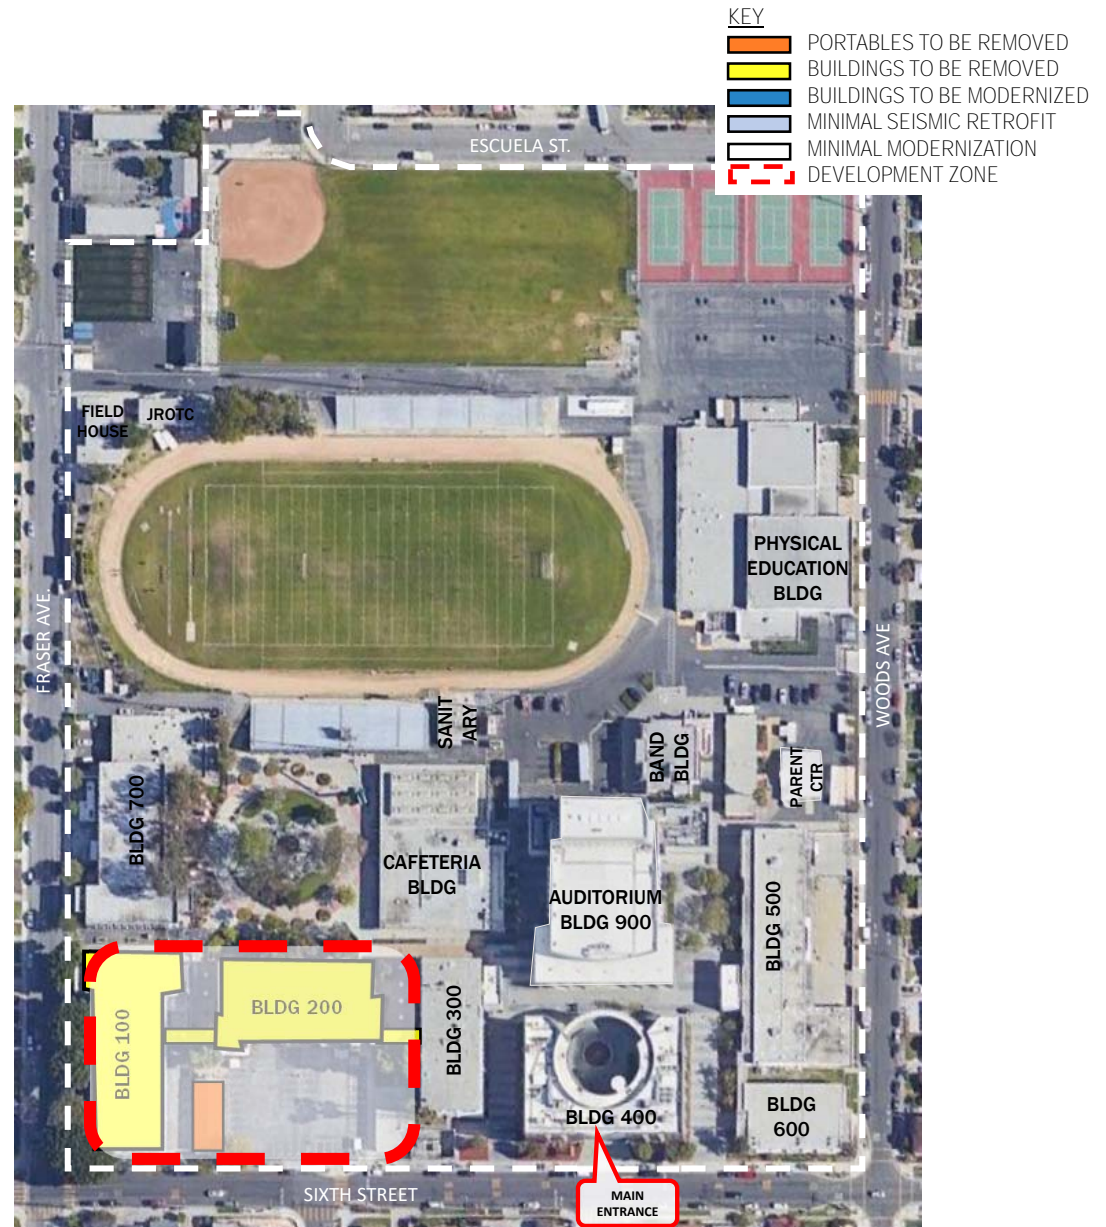 KEY
PORTABLES TO BE REMOVED
BUILDINGS TO BE REMOVED
BUILDINGS TO BE MODERNIZED
MINIMAL SEISMIC RETROFIT
MINIMAL MODERNIZATION
DEVELOPMENT ZONE
ESCUELA ST.
FIELD
HOUSE
JROTC
PHYSICAL
EDUCATION
BLDG
FRASER AVE.
WOODS AVE
SANIT
ARY
BAND
BLDG
PARENT
CTR
BLDG 700
CAFETERIA
BLDG
AUDITORIUM
BLDG 900
BLDG 500
BLDG 100
BLDG 200
BLDG 300
BLDG 400
BLDG
600
SIXTH STREET
MAIN
ENTRANCE